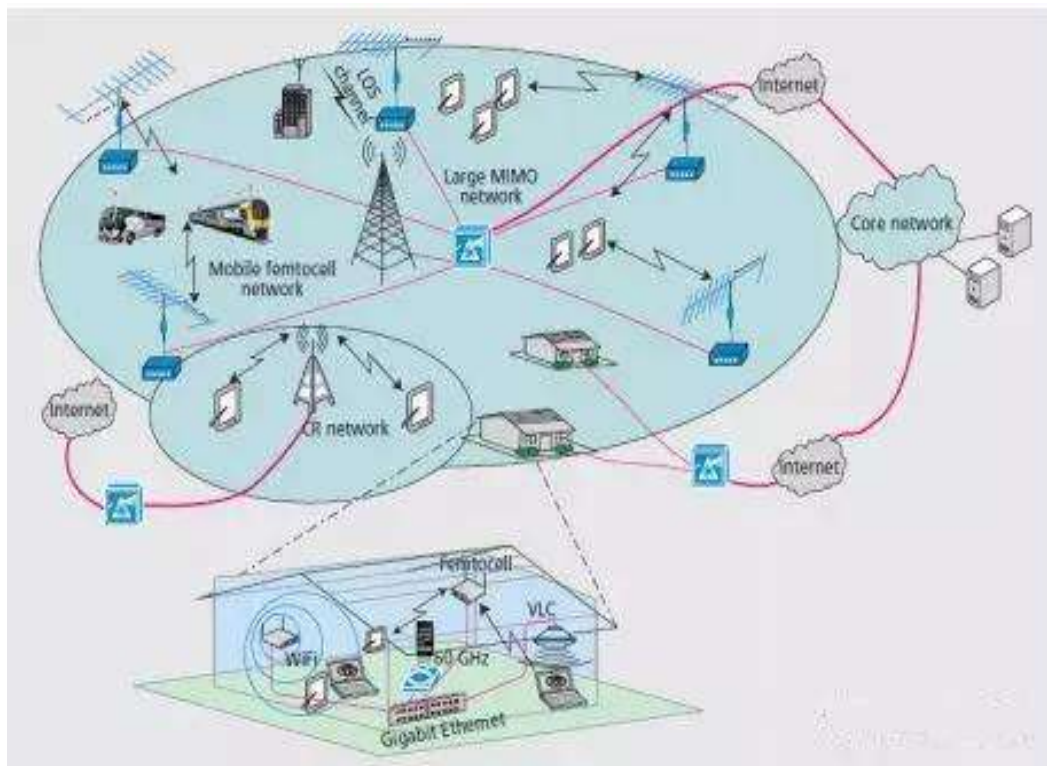 LOS
channel
Internet
Large MIMO
network
Core network
Mobile femtocell
network
Internet
CR network
Internet
Femtocell
VLC
WiFi
60 GHz
Gigabit Ethernet